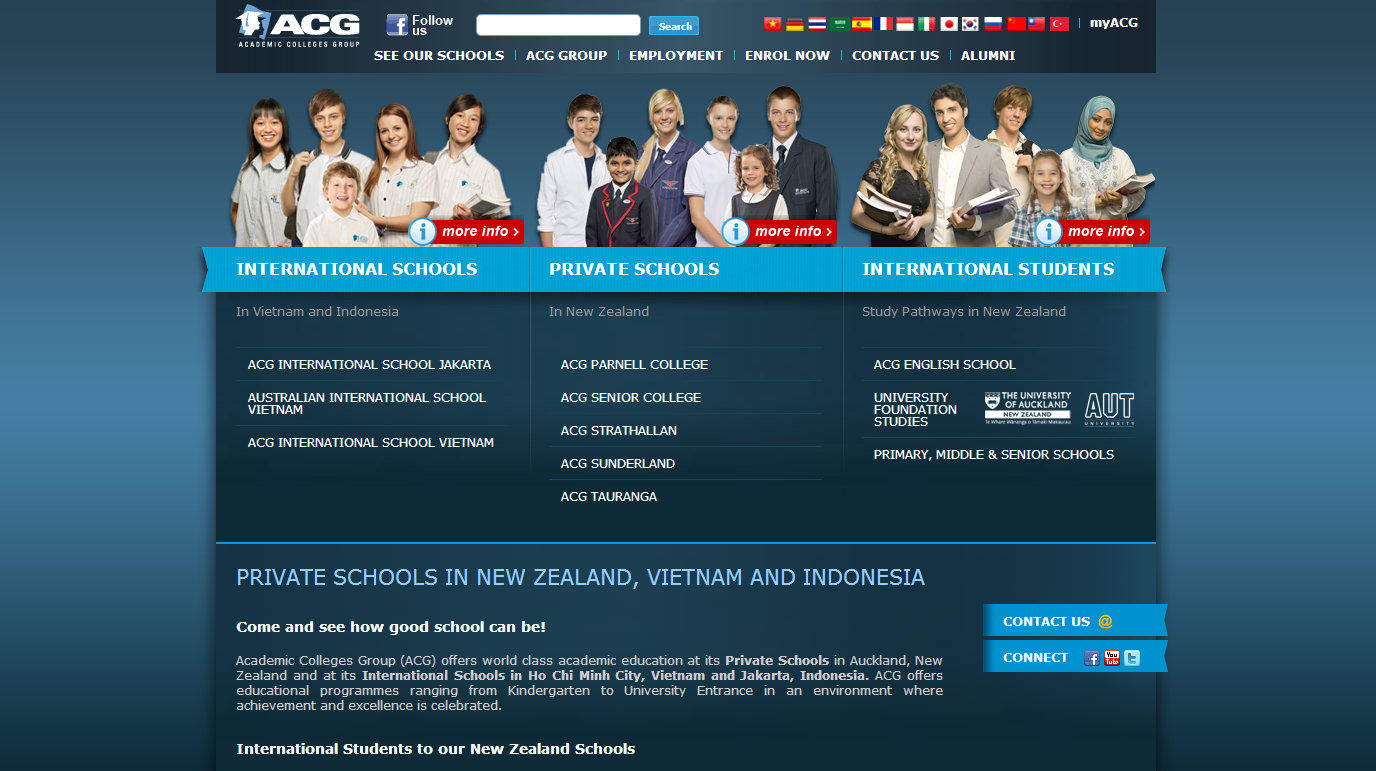 ACG
ACADEMIC COLLEGES GROUP
Follow
us
Search
myACG
SEE OUR SCHOOLS
ACG GROUP
EMPLOYMENT
ENROL NOW
CONTACT US
ALUMNI
i more info >
i more info >
i more info >
INTERNATIONAL SCHOOLS
In Vietnam and Indonesia
ACG INTERNATIONAL SCHOOL JAKARTA
AUSTRALIAN INTERNATIONAL SCHOOL
VIETNAM
ACG INTERNATIONAL SCHOOL VIETNAM
PRIVATE SCHOOLS
In New Zealand
ACG PARNELL COLLEGE
ACG SENIOR COLLEGE
ACG STRATHALLAN
ACG SUNDERLAND
ACG TAURANGA
INTERNATIONAL STUDENTS
Study Pathways in New Zealand
ACG ENGLISH SCHOOL
UNIVERSITY
FOUNDATION
STUDIES
THE UNIVERSITY
OF AUCKLAND
NEW ZEALAND
Te Whare Wānanga o Tāmaki Makaurau
AUT
UNIVERSITY
PRIMARY, MIDDLE & SENIOR SCHOOLS
PRIVATE SCHOOLS IN NEW ZEALAND, VIETNAM AND INDONESIA
Come and see how good school can be!
Academic Colleges Group (ACG) offers world class academic education at its Private Schools in Auckland, New
Zealand and at its International Schools in Ho Chi Minh City, Vietnam and Jakarta, Indonesia. ACG offers
educational programmes ranging from Kindergarten to University Entrance in an environment where
achievement and excellence is celebrated.
International Students to our New Zealand Schools
CONTACT US @
CONNECT f You Tube t